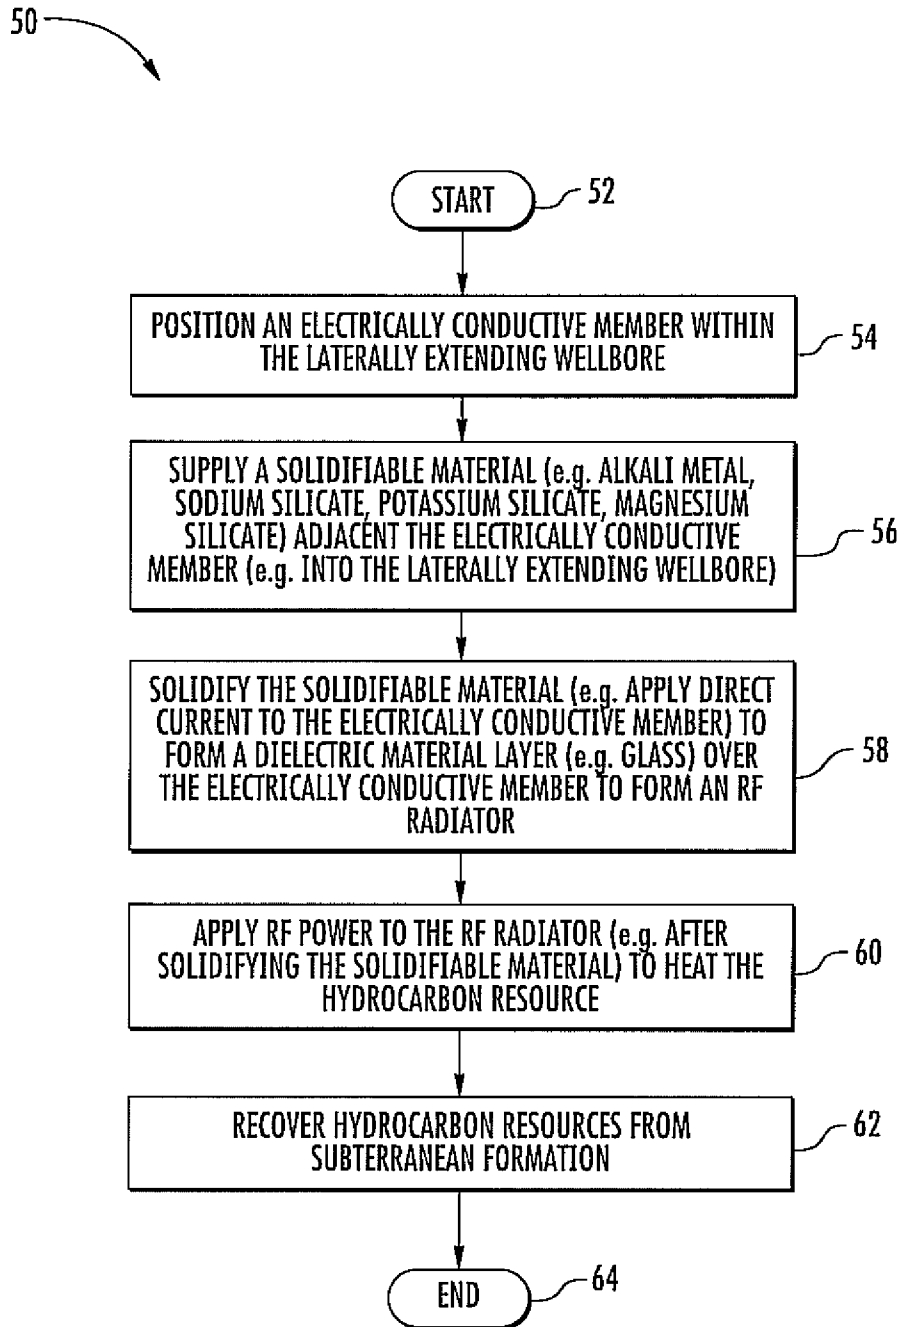 50
START
52
POSITION AN ELECTRICALLY CONDUCTIVE MEMBER WITHIN
THE LATERALLY EXTENDING WELLBORE
54
SUPPLY A SOLIDIFIABLE MATERIAL (e.g. ALKALI METAL,
SODIUM SILICATE, POTASSIUM SILICATE, MAGNESIUM
SILICATE) ADJACENT THE ELECTRICALLY CONDUCTIVE
MEMBER (e.g. INTO THE LATERALLY EXTENDING WELLBORE)
56
SOLIDIFY THE SOLIDIFIABLE MATERIAL (e.g. APPLY DIRECT
CURRENT TO THE ELECTRICALLY CONDUCTIVE MEMBER) TO
FORM A DIELECTRIC MATERIAL LAYER (e.g. GLASS) OVER
THE ELECTRICALLY CONDUCTIVE MEMBER TO FORM AN RF
RADIATOR
58
APPLY RF POWER TO THE RF RADIATOR (e.g. AFTER
SOLIDIFYING THE SOLIDIFIABLE MATERIAL) TO HEAT THE
HYDROCARBON RESOURCE
60
RECOVER HYDROCARBON RESOURCES FROM
SUBTERRANEAN FORMATION
62
END
64